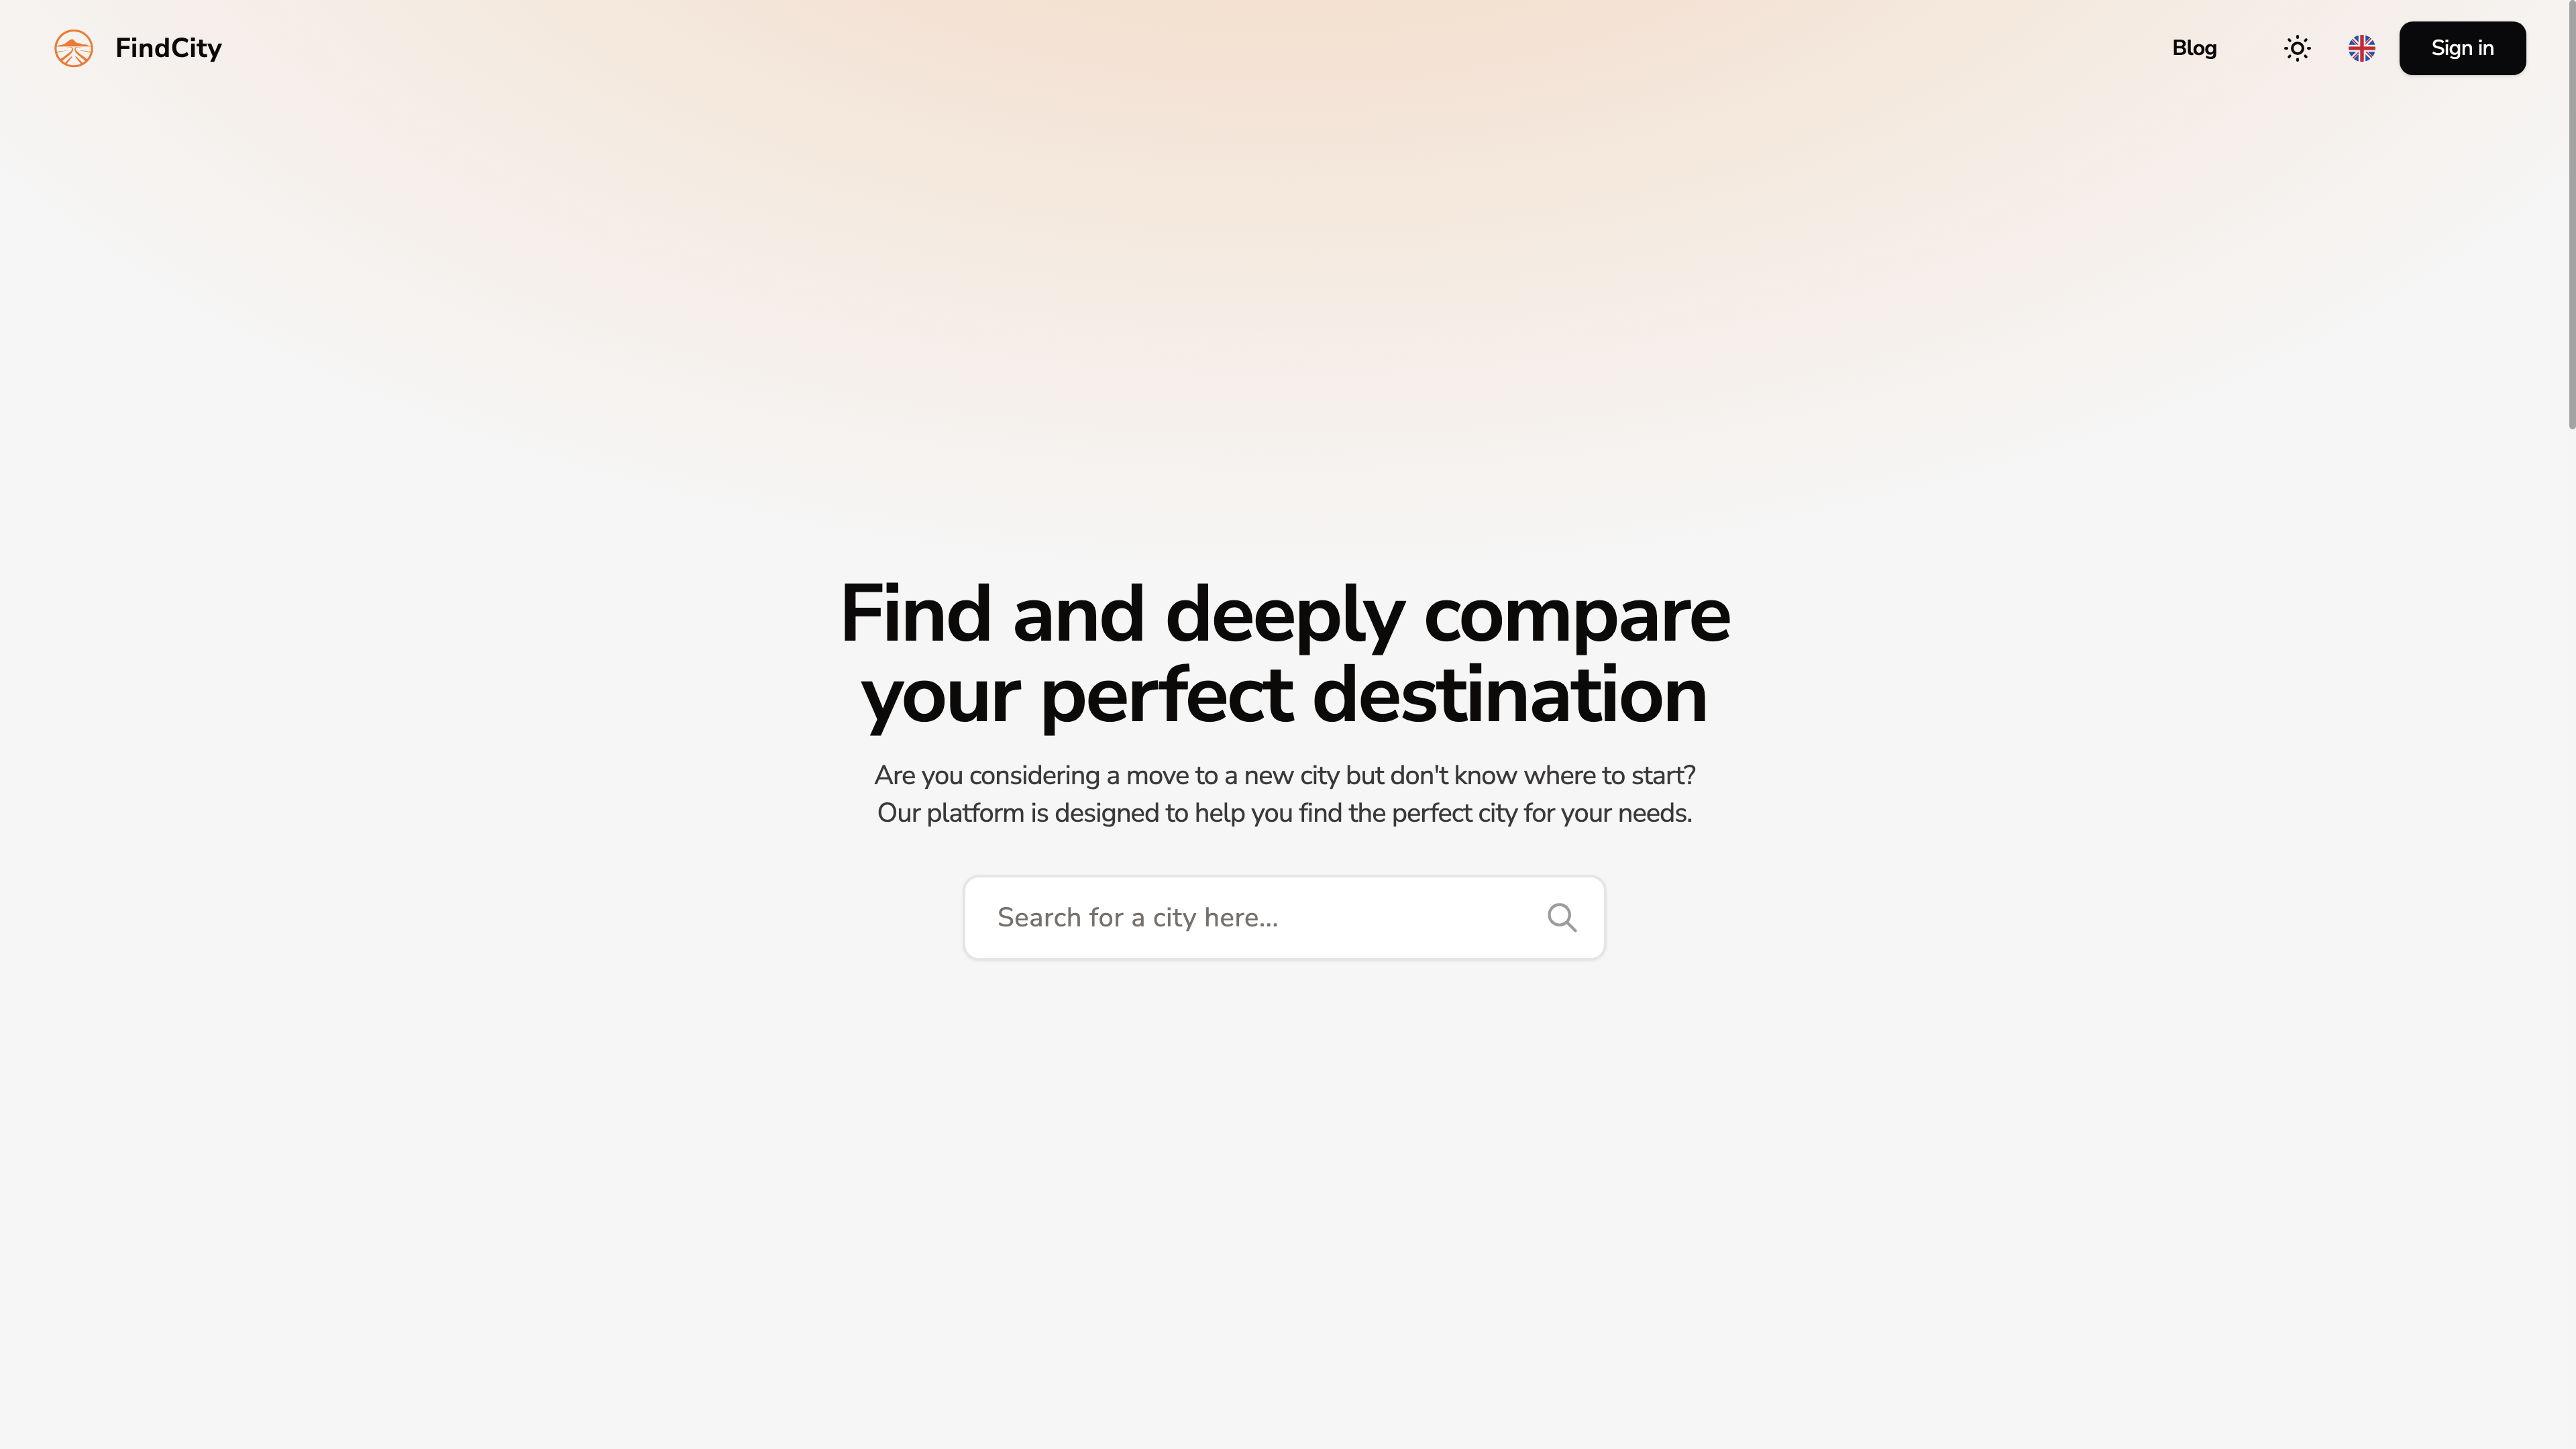 FindCity
Blog
Sign in
Find and deeply compare
your perfect destination
Are you considering a move to a new city but don't know where to start?
Our platform is designed to help you find the perfect city for your needs.
Search for a city here...